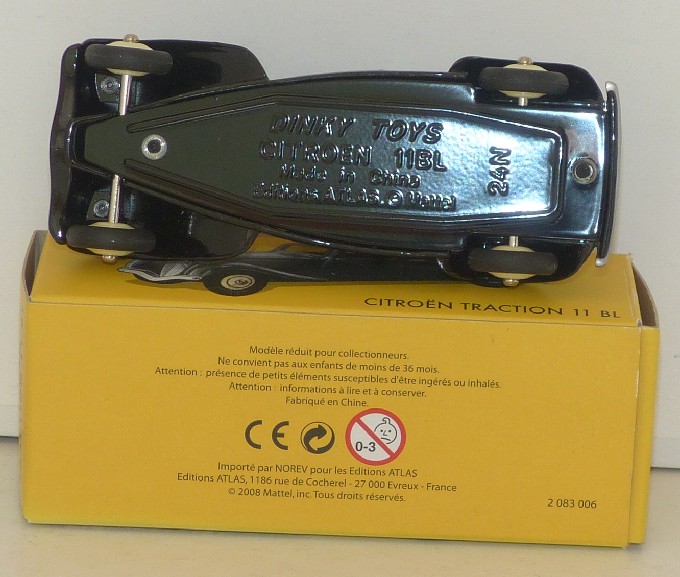 DINKY TOYS
CITROEN 11BL
Made in China
Editions ATLAS. © Mattel
24N
CITROËN TRACTION 11 BL
Modèle réduit pour collectionneurs.
Ne convient pas aux enfants de moins de 36 mois.
Attention : présence de petits éléments susceptibles d'être ingérés ou inhalés.
Attention : informations à lire et à conserver.
Fabriqué en Chine.
CE
0-3
Importé par NOREV pour les Editions ATLAS
Editions ATLAS, 1186 rue de Cocherel - 27 000 Evreux - France
© 2008 Mattel, inc. Tous droits réservés.
2 083 006